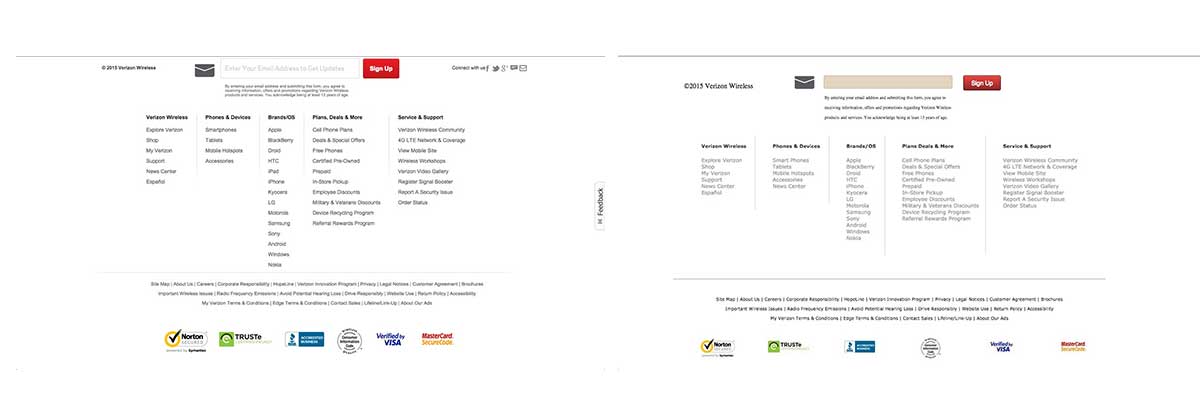 © 2015 Verizon Wireless
Enter Your Email Address to Get Updates
Sign Up
Connect with us
By entering your email address and submitting this form, you agree to
receiving information, offers and promotions regarding Verizon Wireless
products and services. You acknowledge being at least 13 years of age.
Verizon Wireless
Explore Verizon
Shop
My Verizon
Support
News Center
Español
Phones & Devices
Smartphones
Tablets
Mobile Hotspots
Accessories
Brands/OS
Apple
BlackBerry
Droid
HTC
iPad
iPhone
Kyocera
LG
Motorola
Samsung
Sony
Android
Windows
Nokia
Plans, Deals & More
Cell Phone Plans
Deals & Special Offers
Free Phones
Certified Pre-Owned
Prepaid
In-Store Pickup
Employee Discounts
Military & Veterans Discounts
Device Recycling Program
Referral Rewards Program
Service & Support
Verizon Wireless Community
4G LTE Network & Coverage
View Mobile Site
Wireless Workshops
Verizon Video Gallery
Register Signal Booster
Report A Security Issue
Order Status
Feedback
Site Map | About Us | Careers | Corporate Responsibility | HopeLine | Verizon Innovation Program | Privacy | Legal Notices | Customer Agreement | Brochures
Important Wireless Issues | Radio Frequency Emissions | Avoid Potential Hearing Loss | Drive Responsibly | Website Use | Return Policy | Accessibility
My Verizon Terms & Conditions | Edge Terms & Conditions | Contact Sales | Lifeline/Link-Up | About Our Ads
Norton
SECURED
powered by Symantec
TRUSTe
BBB
ACCREDITED
BUSINESS
Consumer
Information
Code
Verified by
VISA
MasterCard.
SecureCode.
©2015 Verizon Wireless
Sign Up
By entering your email address and submitting this form, you agree to
receiving information, offers and promotions regarding Verizon Wireless
products and services. You acknowledge being at least 13 years of age.
Verizon Wireless
Explore Verizon
Shop
My Verizon
Support
News Center
Español
Phones & Devices
Smart Phones
Tablets
Mobile Hotspots
Accessories
News Center
Brands/OS
Apple
BlackBerry
Droid
HTC
iPhone
Kyocera
LG
Motorola
Samsung
Sony
Android
Windows
Nokia
Plans Deals & More
Cell Phone Plans
Deals & Special Offers
Free Phones
Certified Pre-Owned
Prepaid
In-Store Pickup
Employee Discounts
Military & Veterans Discounts
Device Recycling Program
Referral Rewards Program
Service & Support
Verizon Wireless Community
4G LTE Network & Coverage
View Mobile Site
Wireless Workshops
Verizon Video Gallery
Register Signal Booster
Report A Security Issue
Order Status
Site Map | About Us | Careers | Corporate Responsibility | HopeLine | Verizon Innovation Program | Privacy | Legal Notices | Customer Agreement | Brochures
Important Wireless Issues | Radio Frequency Emissions | Avoid Potential Hearing Loss | Drive Responsibly | Website Use | Return Policy | Accessibility
My Verizon Terms & Conditions | Edge Terms & Conditions | Contact Sales | Lifeline/Link-Up | About Our Ads
Norton
SECURED
TRUSTe
ACCREDITED
BUSINESS
Consumer
Information
Code
Verified by
VISA
MasterCard.
SecureCode.